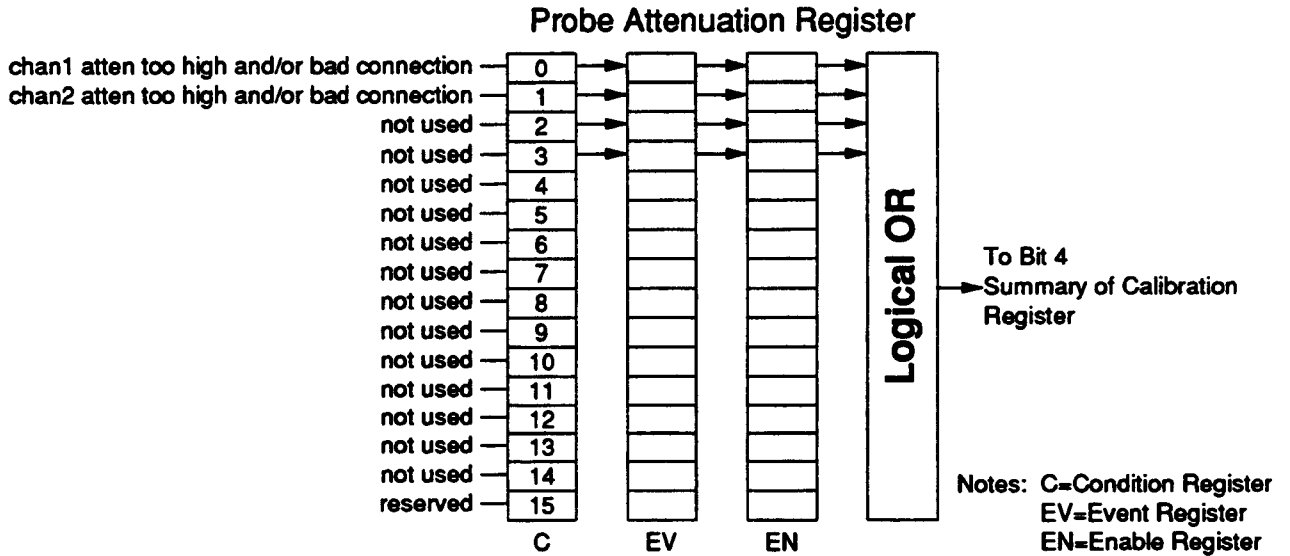 Probe Attenuation Register
chan1 atten too high and/or bad connection 0
chan2 atten too high and/or bad connection 1
not used 2
not used 3
not used 4
not used 5
not used 6
not used 7
not used 8
not used 9
not used 10
not used 11
not used 12
not used 13
not used 14
reserved 15
C EV EN
Logical OR
To Bit 4
Summary of Calibration
Register
Notes: C=Condition Register
EV=Event Register
EN=Enable Register